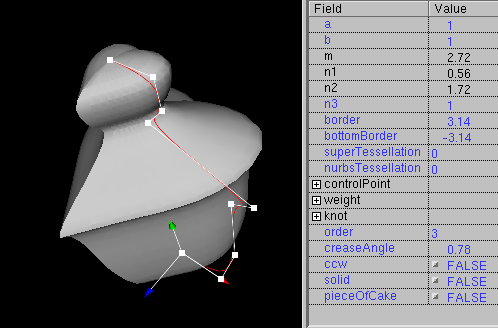 Field Value
a 1
b 1
m 2.72
n1 0.56
n2 1.72
n3 1
border 3.14
bottomBorder -3.14
superTessellation 0
nurbsTessellation 0
controlPoint
weight
knot
order 3
creaseAngle 0.78
ccw FALSE
solid FALSE
pieceOfCake FALSE